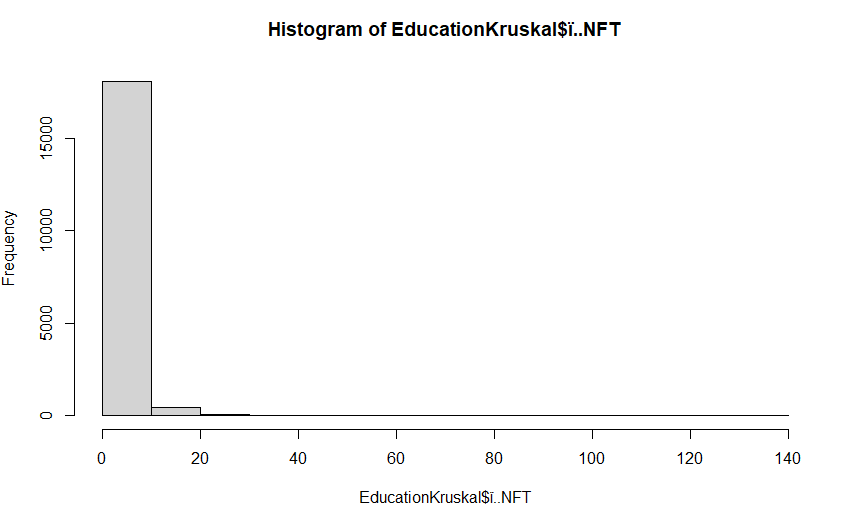 Histogram of EducationKruskal$ï..NFT
Frequency
0
5000
10000
15000
0 20 40 60 80 100 120 140
EducationKruskal$ï..NFT